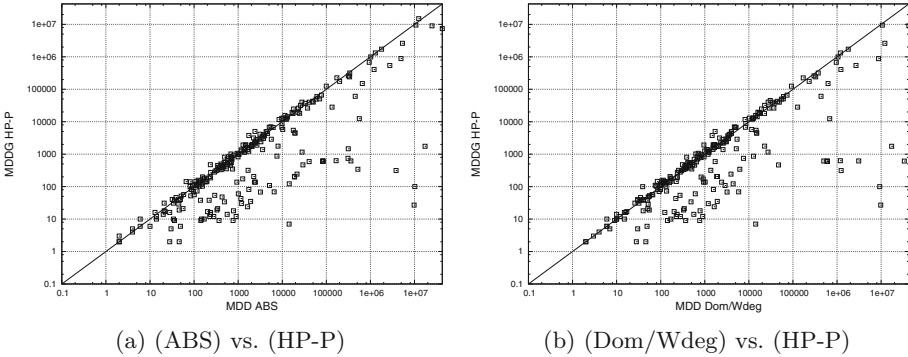 1e+07
1e+06
100000
10000
1000
100
10
1
0.1
MDDG HP-P
0.1 1 10 100 1000 10000 100000 1e+06 1e+07
MDD ABS
(a) (ABS) vs. (HP-P)
1e+07
1e+06
100000
10000
1000
100
10
1
0.1
MDDG HP-P
0.1 1 10 100 1000 10000 100000 1e+06 1e+07
MDD Dom/Wdeg
(b) (Dom/Wdeg) vs. (HP-P)